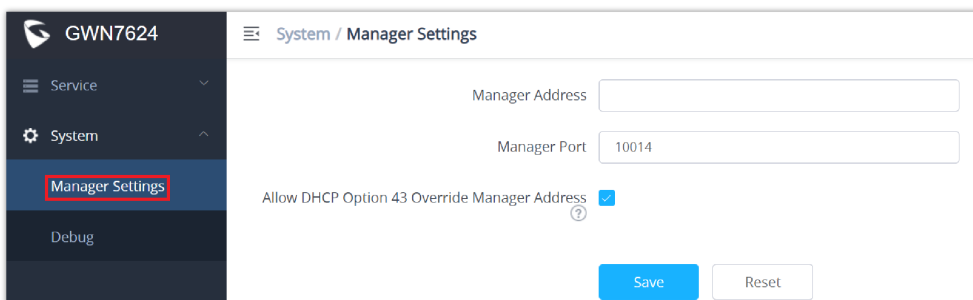 GWN7624
System / Manager Settings
Service
System
Manager Settings
Debug
Manager Address
Manager Port 10014
Allow DHCP Option 43 Override Manager Address
?
Save Reset